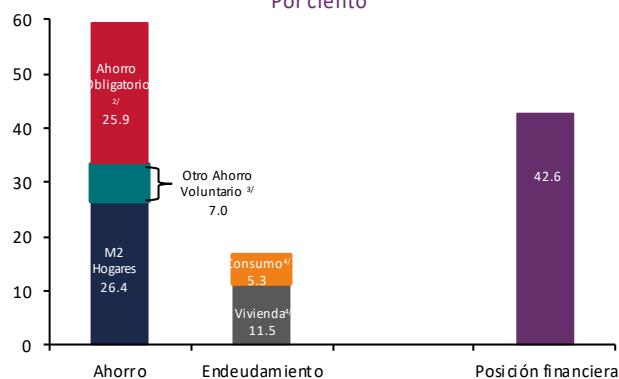 Por ciento
60
50
40
30
20
10
0
Ahorro
Obligatorio
2/
25.9
Otro Ahorro
Voluntario 3/
7.0
M2
Hogares
26.4
Consumo4/
5.3
Vivienda4/
11.5
42.6
Ahorro
Endeudamiento
Posición financiera